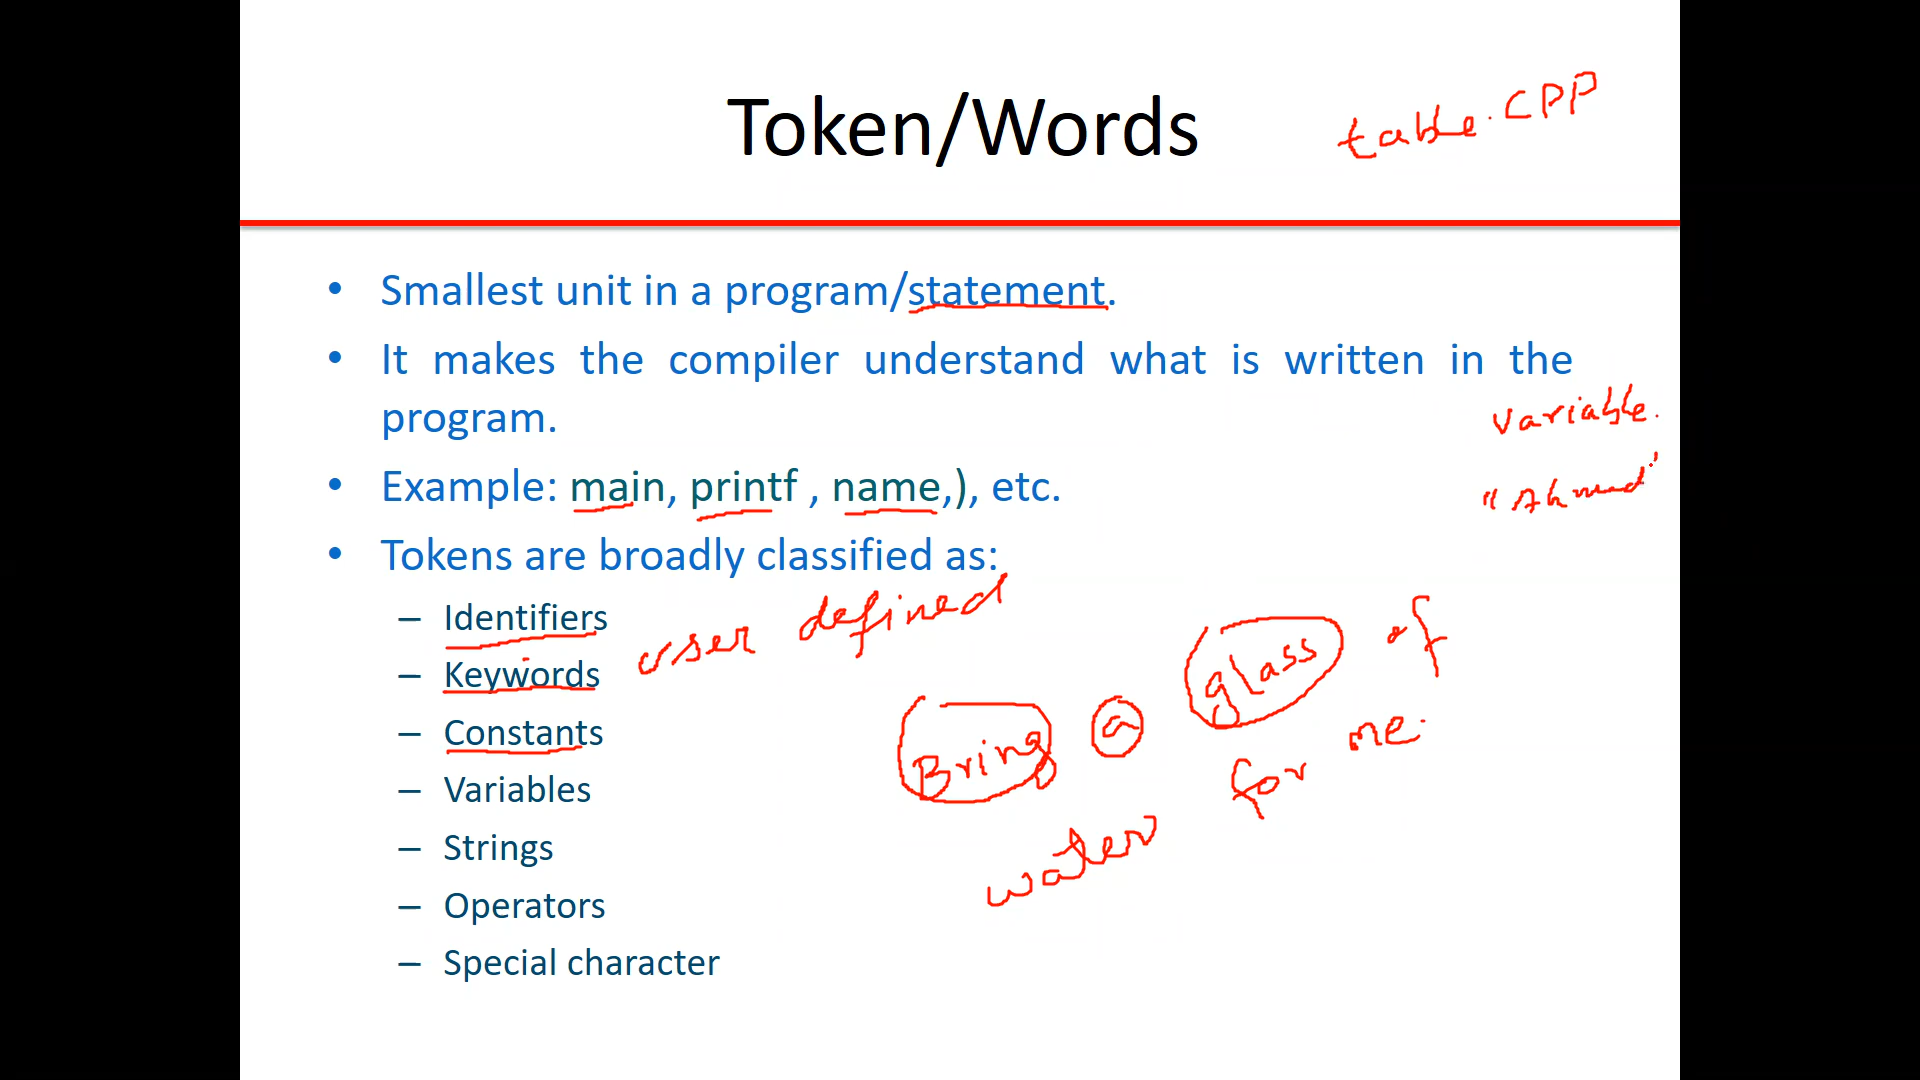 Token/Words
table.CPP
• Smallest unit in a program/statement.
• It makes the compiler understand what is written in the
program.
variable.
• Example: main, printf , name,), etc.
"Ahmed"
• Tokens are broadly classified as:
– Identifiers
user defined
– Keywords
– Constants
– Variables
– Strings
– Operators
– Special character
Bring a glass of
water for me.